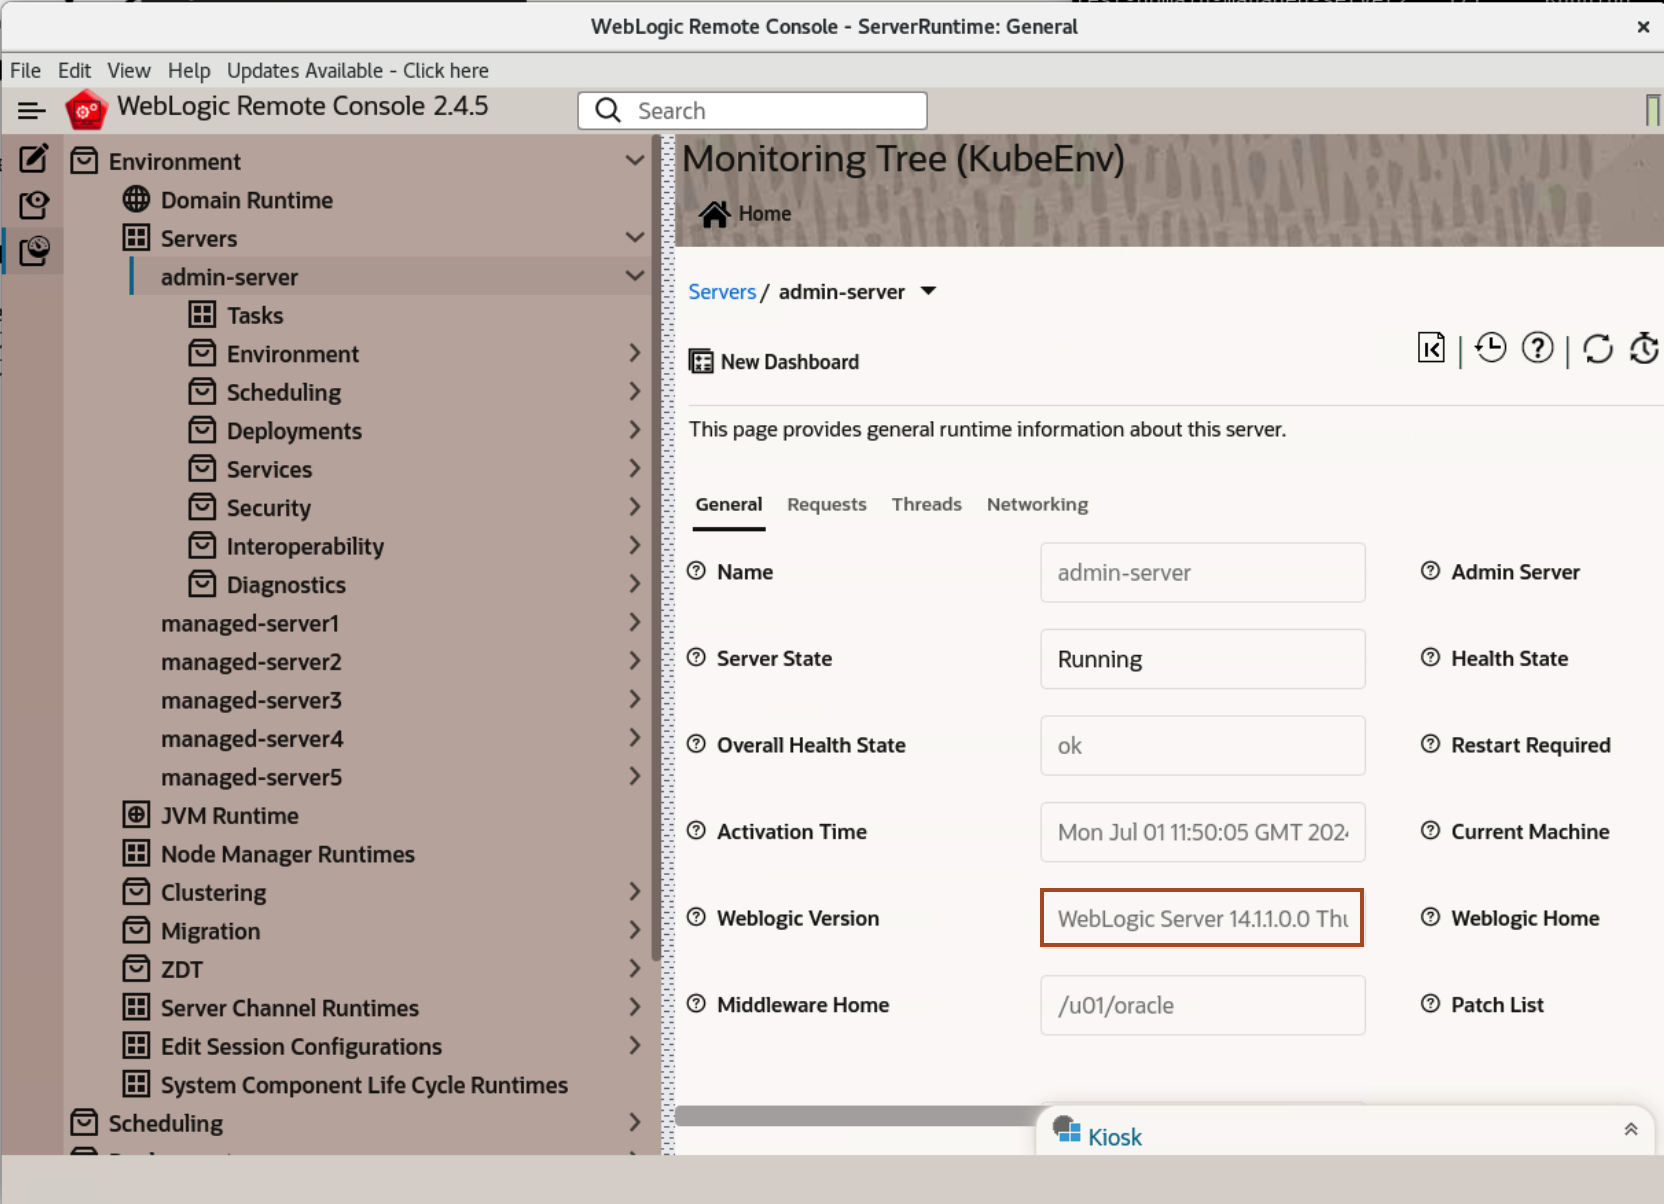 WebLogic Remote Console - ServerRuntime: General
File Edit View Help Updates Available - Click here
WebLogic Remote Console 2.4.5
Search
Environment
Domain Runtime
Servers
admin-server
Tasks
Environment
Scheduling
Deployments
Services
Security
Interoperability
Diagnostics
managed-server1
managed-server2
managed-server3
managed-server4
managed-server5
JVM Runtime
Node Manager Runtimes
Clustering
Migration
ZDT
Server Channel Runtimes
Edit Session Configurations
System Component Life Cycle Runtimes
Scheduling
Monitoring Tree (KubeEnv)
Home
Servers / admin-server
New Dashboard
This page provides general runtime information about this server.
General Requests Threads Networking
Name admin-server Admin Server
Server State Running Health State
Overall Health State ok Restart Required
Activation Time Mon Jul 01 11:50:05 GMT 202 Current Machine
Weblogic Version WebLogic Server 14.1.1.0.0 Thu Weblogic Home
Middleware Home /u01/oracle Patch List
Kiosk